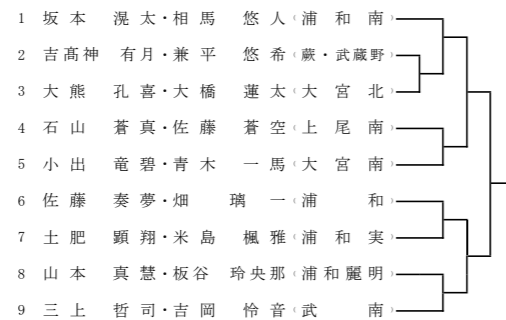 1 坂本 滉太・相馬 悠人(浦和南)
2 吉髙神 有月・兼平 悠希(蕨・武蔵野)
3 大熊 孔喜・大橋 蓮太(大宮北)
4 石山 蒼真・佐藤 蒼空(上尾南)
5 小出 竜碧・青木 一馬(大宮南)
6 佐藤 奏夢・畑 璃一(浦和)
7 土肥 顕翔・米島 楓雅(浦和実)
8 山本 真慧・板谷 玲央那(浦和麗明)
9 三上 哲司・吉岡 怜音(武南)